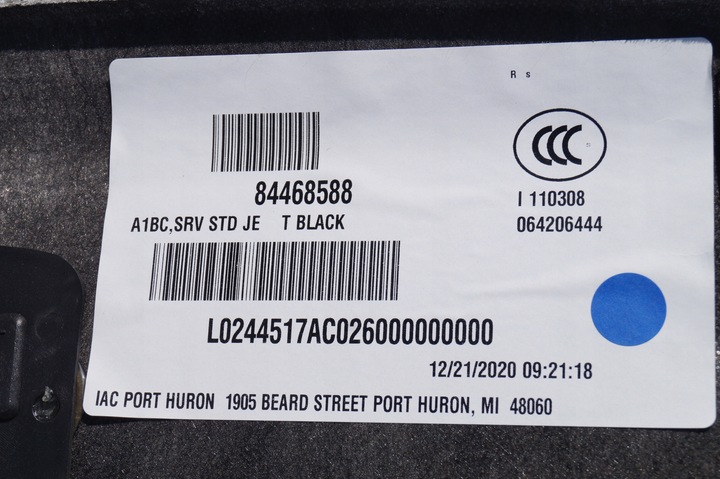 R s
CCC
84468588
I 110308
A1BC,SRV STD JE T BLACK
064206444
L0244517AC026000000000
12/21/2020 09:21:18
IAC PORT HURON 1905 BEARD STREET PORT HURON, MI 48060